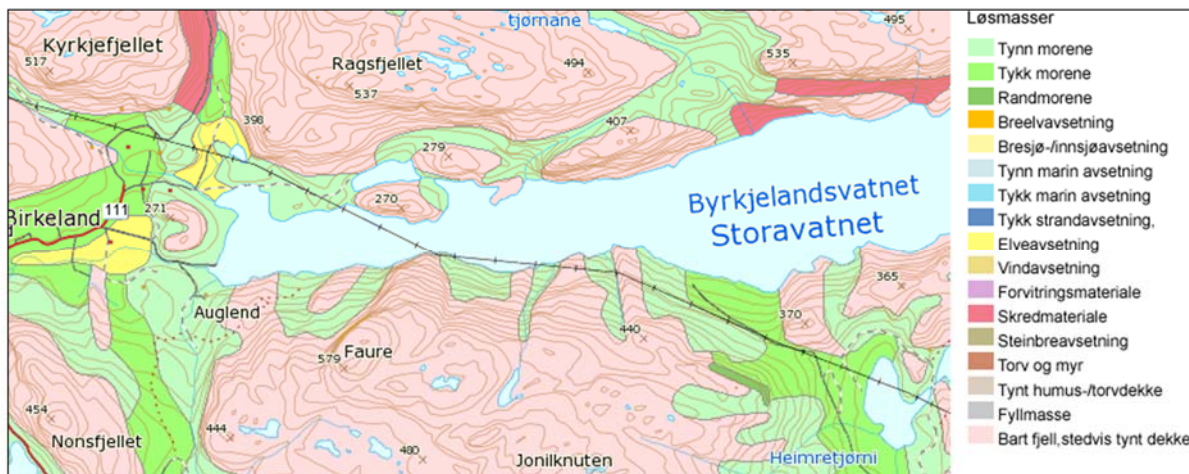 tjørnane
Kyrkjefjellet
517
Ragsfjellet
494
537
535
495
398
407
279
Byrkjelandsvatnet
Storavatnet
111
271
270
Birkeland
d
Auglend
365
370
440
Faure
579
454
444
Nonsfjellet
480
Jonilknuten
Heimretjørni
Løsmasser
Tynn morene
Tykk morene
Randmorene
Breelvavsetning
Bresjø-/innsjøavsetning
Tynn marin avsetning
Tykk marin avsetning
Tykk strandavsetning,
Elveavsetning
Vindavsetning
Forvitringsmateriale
Skredmateriale
Steinbreavsetning
Torv og myr
Tynt humus-/torvdekke
Fyllmasse
Bart fjell,stedvis tynt dekke